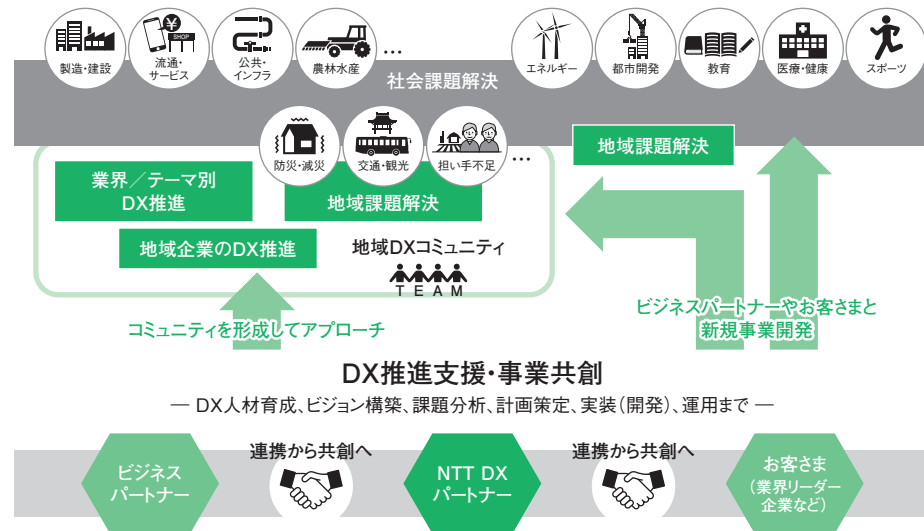 製造・建設
流通・
サービス
公共・
インフラ
農林水産
…
エネルギー
都市開発
教育
医療・健康
スポーツ
SHOP
¥
社会課題解決
防災・減災
交通・観光
担い手不足
…
地域課題解決
業界／テーマ別
DX推進
地域課題解決
地域企業のDX推進
地域DXコミュニティ
TEAM
コミュニティを形成してアプローチ
ビジネスパートナーやお客さまと
新規事業開発
DX推進支援・事業共創
— DX人材育成、ビジョン構築、課題分析、計画策定、実装（開発）、運用まで —
ビジネス
パートナー
連携から共創へ
NTT DX
パートナー
連携から共創へ
お客さま
（業界リーダー
企業など）